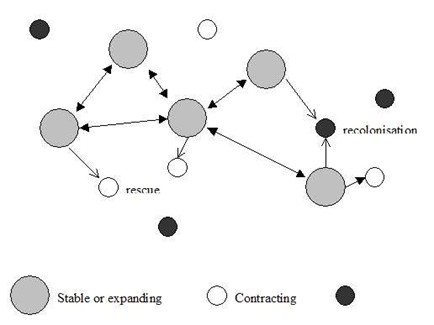 recolonisation
rescue
Stable or expanding
Contracting